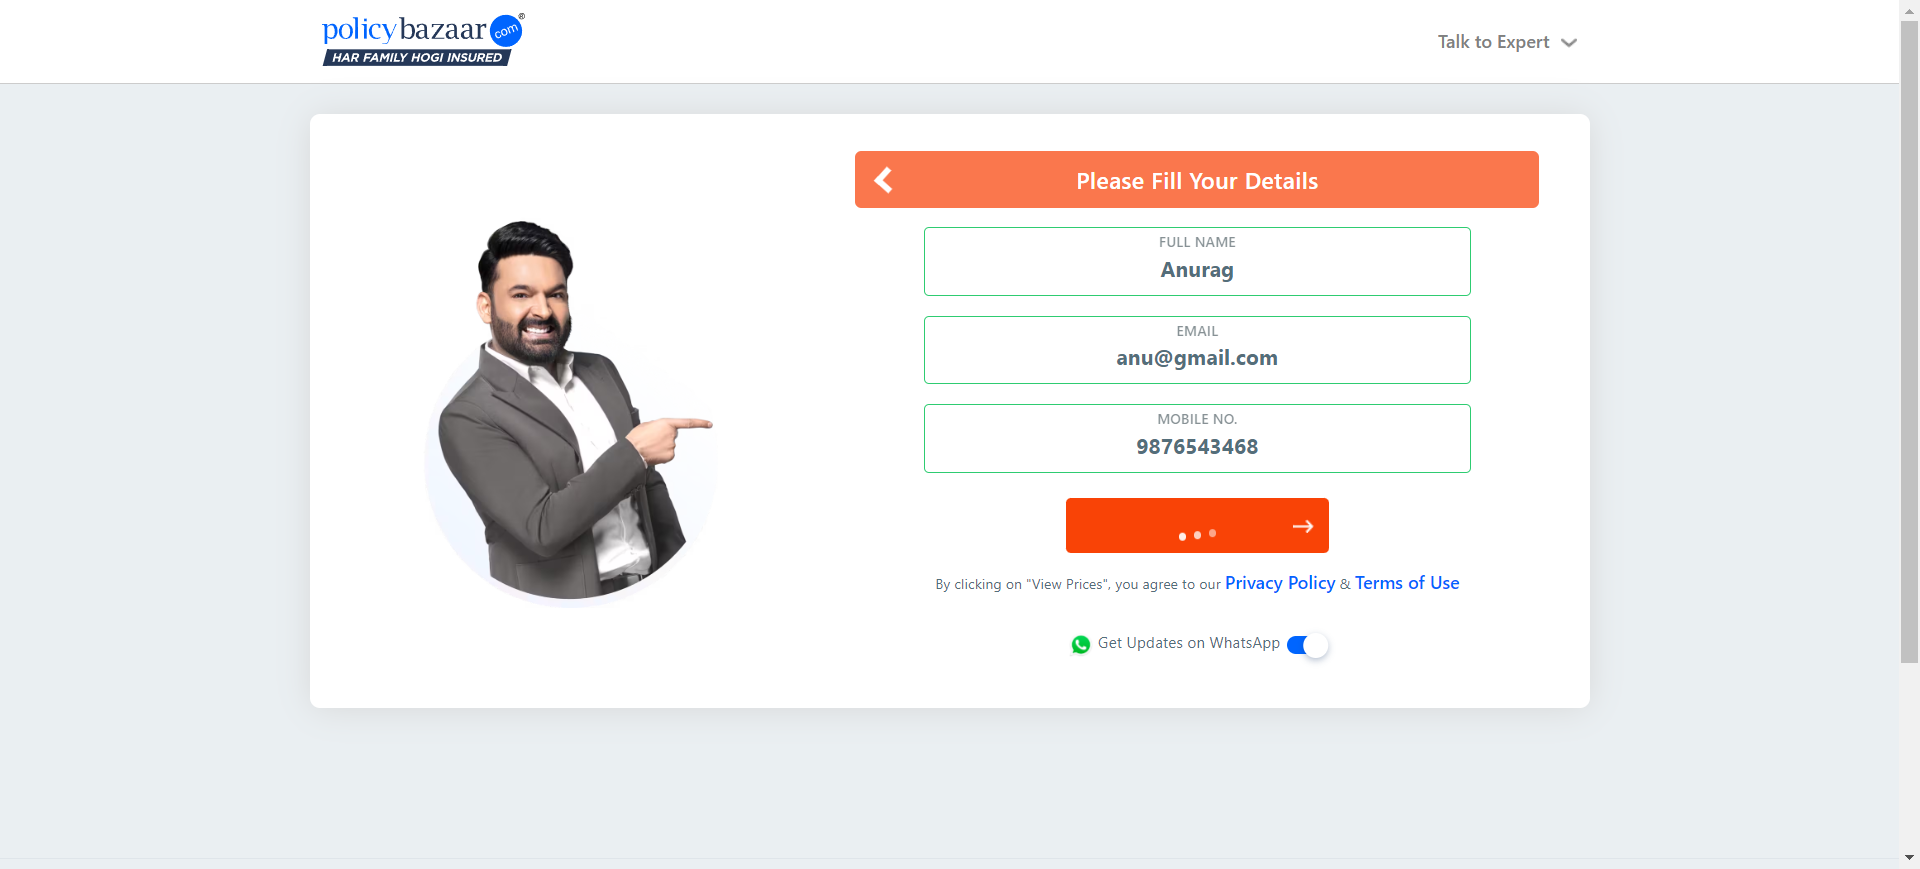 policybazaar.com®
HAR FAMILY HOGI INSURED
Talk to Expert
Please Fill Your Details
FULL NAME
Anurag
EMAIL
anu@gmail.com
MOBILE NO.
9876543468
By clicking on "View Prices", you agree to our Privacy Policy & Terms of Use
Get Updates on WhatsApp